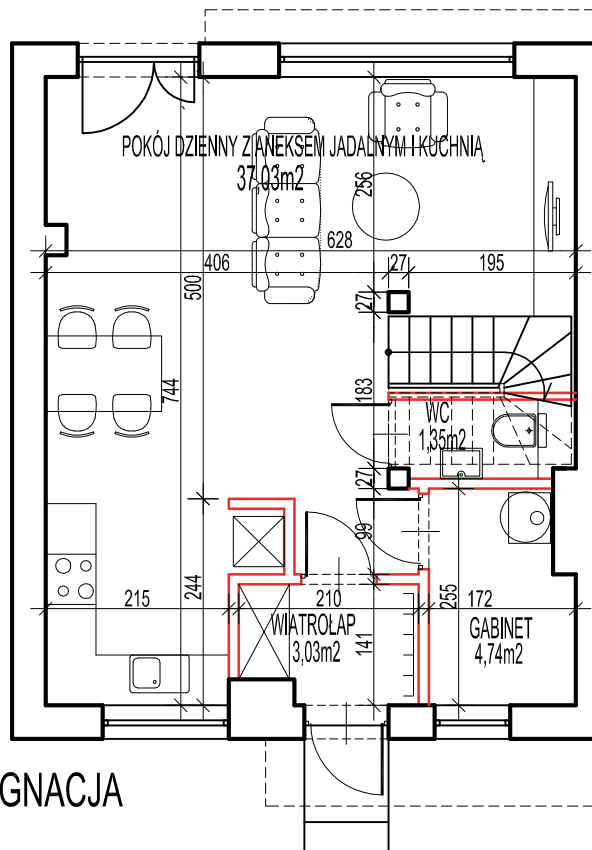 POKÓJ DZIENNY Z ANEKSEM JADALNYM I KUCHNIĄ
37,03m2
256
628
406
27
195
500
27
744
183
WC
1,35m2
27
99
244
255
215
210
172
WIATROŁAP
3,03m2
141
GABINET
4,74m2
GNACJA